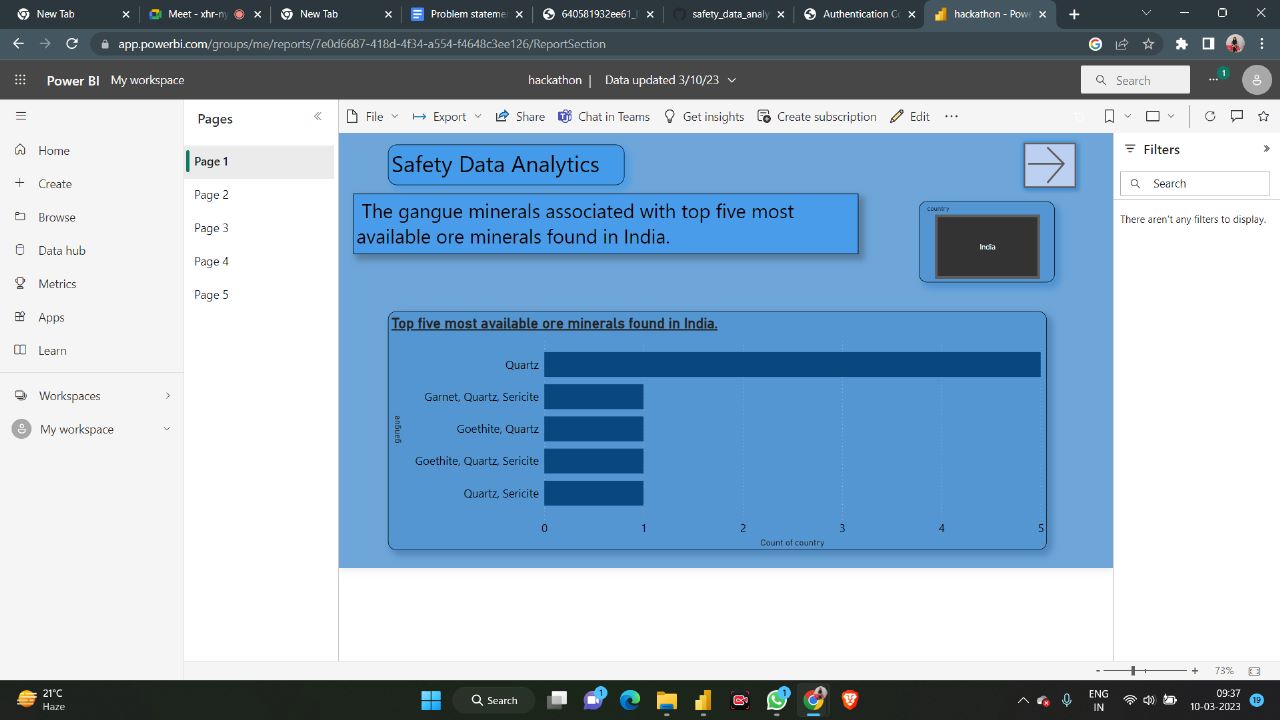 New Tab
Meet - xhr-ny
New Tab
Problem stateme
640581932ee61_
safety_data_analy
Authentication Co
hackathon - Pow
app.powerbi.com/groups/me/reports/7e0d6687-418d-4f34-a554-f4648c3ee126/ReportSection
Power BI My workspace
hackathon | Data updated 3/10/23
Search
1
Pages
File
Export
Share
Chat in Teams
Get insights
Create subscription
Edit
Home
Create
Browse
Data hub
Metrics
Apps
Learn
Workspaces
My workspace
Page 1
Page 2
Page 3
Page 4
Page 5
Safety Data Analytics
The gangue minerals associated with top five most
available ore minerals found in India.
country
India
Top five most available ore minerals found in India.
gangue
Quartz
Garnet, Quartz, Sericite
Goethite, Quartz
Goethite, Quartz, Sericite
Quartz, Sericite
0 1 2 3 4 5
Count of country
Filters
Search
There aren't any filters to display.
- + 73%
21°C
Haze
Search
1
1
ENG
IN
09:37
10-03-2023
19